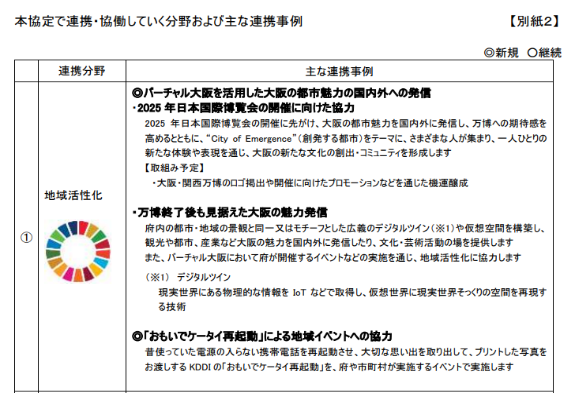 本協定で連携・協働していく分野および主な連携事例
【別紙２】
◎新規 〇継続
連携分野
主な連携事例
①
地域活性化
◎バーチャル大阪を活用した大阪の都市魅力の国内外への発信
・2025 年日本国際博覧会の開催に向けた協力
2025 年日本国際博覧会の開催に先がけ、大阪の都市魅力を国内外に発信し、万博への期待感を
高めるとともに、“City of Emergence”（創発する都市）をテーマに、さまざまな人が集まり、一人ひとりの
新たな体験や表現を通じ、大阪の新たな文化の創出・コミュニティを形成します
【取組み予定】
・大阪・関西万博のロゴ掲出や開催に向けたプロモーションなどを通じた機運醸成
・万博終了後も見据えた大阪の魅力発信
府内の都市・地域の景観と同一又はモチーフとした広義のデジタルツイン（※1）や仮想空間を構築し、
観光や都市、産業など大阪の魅力を国内外に発信したり、文化・芸術活動の場を提供します
また、バーチャル大阪において府が開催するイベントなどの実施を通じ、地域活性化に協力します
（※1） デジタルツイン
現実世界にある物理的な情報を IoT などで取得し、仮想世界に現実世界そっくりの空間を再現す
る技術
◎「おもいでケータイ再起動」による地域イベントへの協力
昔使っていた電源の入らない携帯電話を再起動させ、大切な思い出を取り出して、プリントした写真を
お渡しする KDDI の「おもいでケータイ再起動」を、府や市町村が実施するイベントで実施します